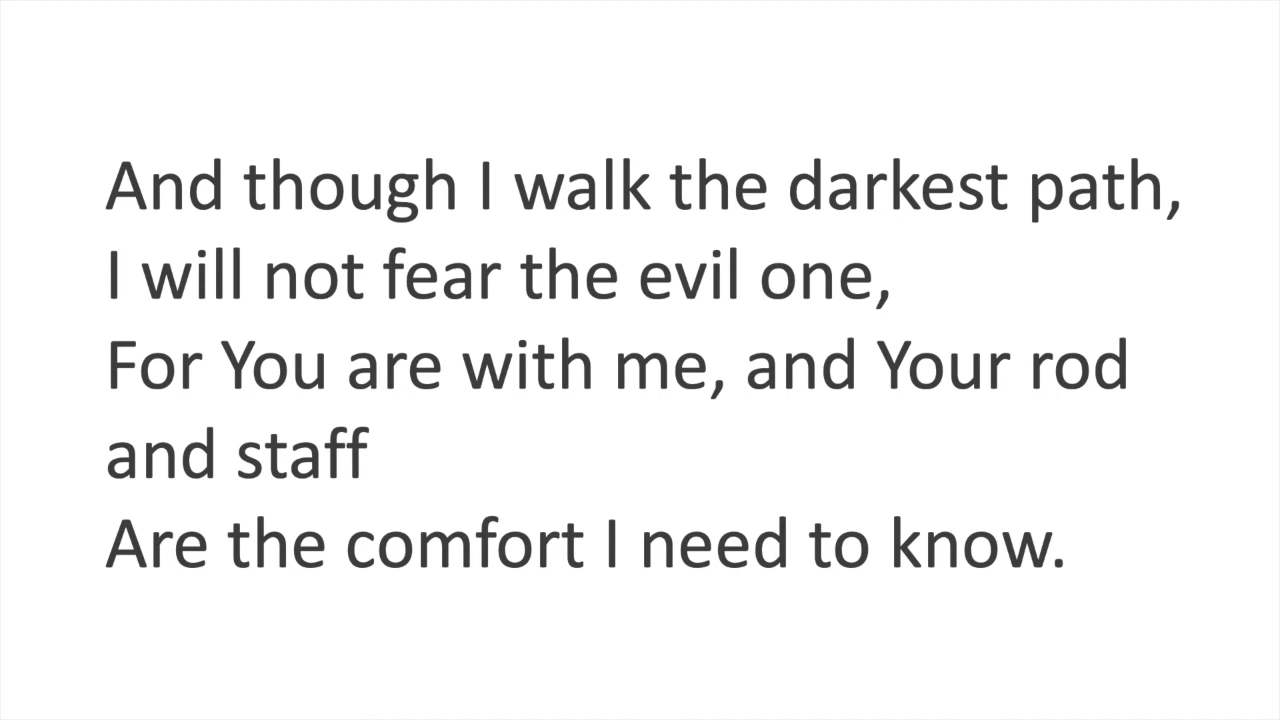 And though I walk the darkest path,
I will not fear the evil one,
For You are with me, and Your rod
and staff
Are the comfort I need to know.